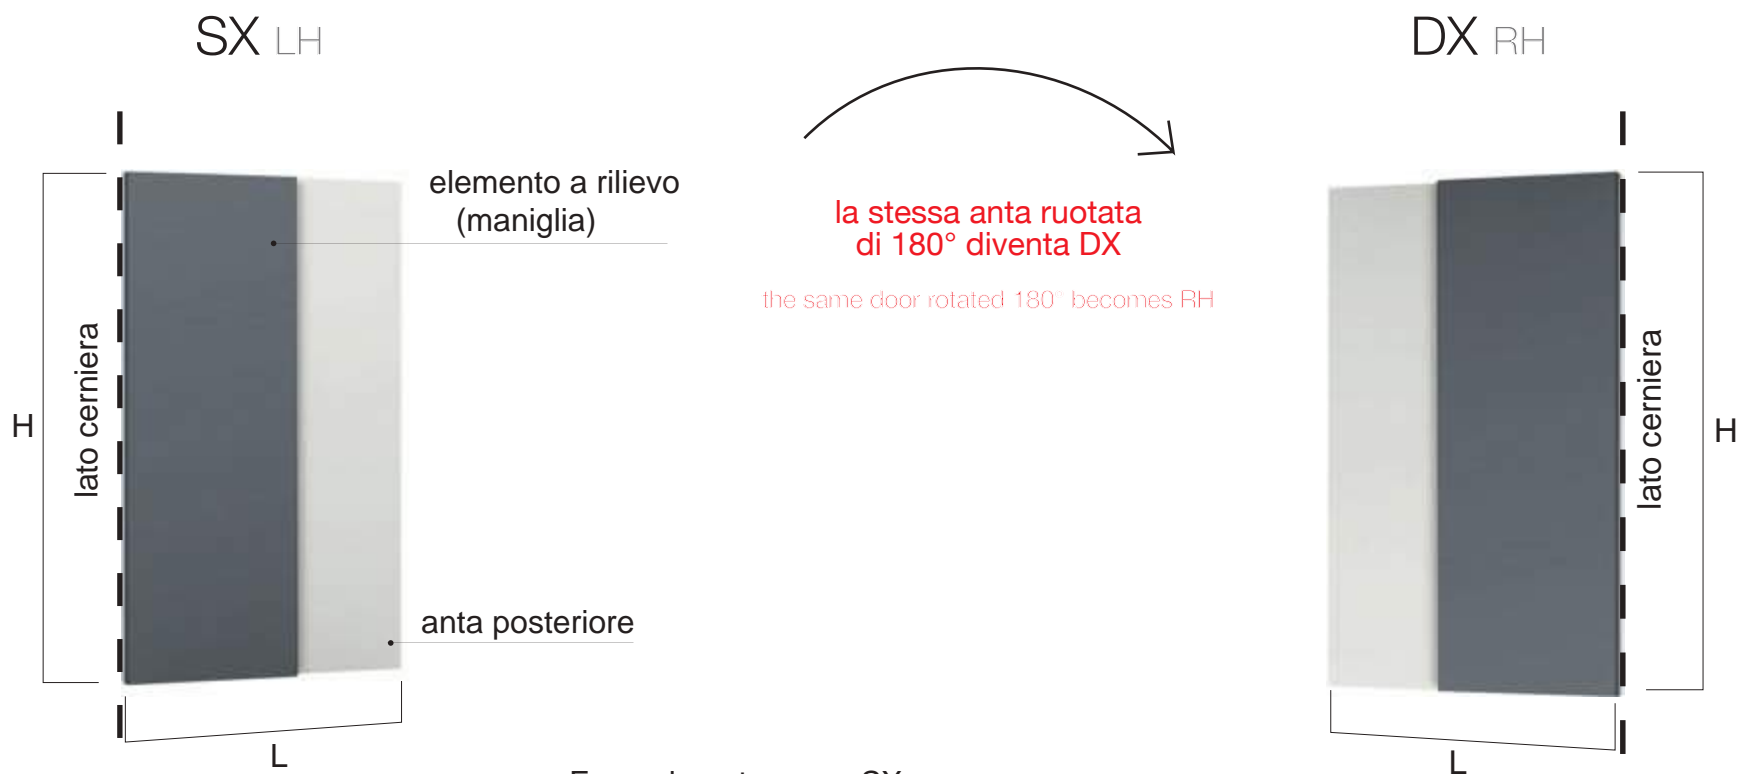 SX LH
DX RH
elemento a rilievo
(maniglia)
la stessa anta ruotata
di 180° diventa DX
the same door rotated 180° becomes RH
lato cerniera
H
lato cerniera
H
anta posteriore
L
L